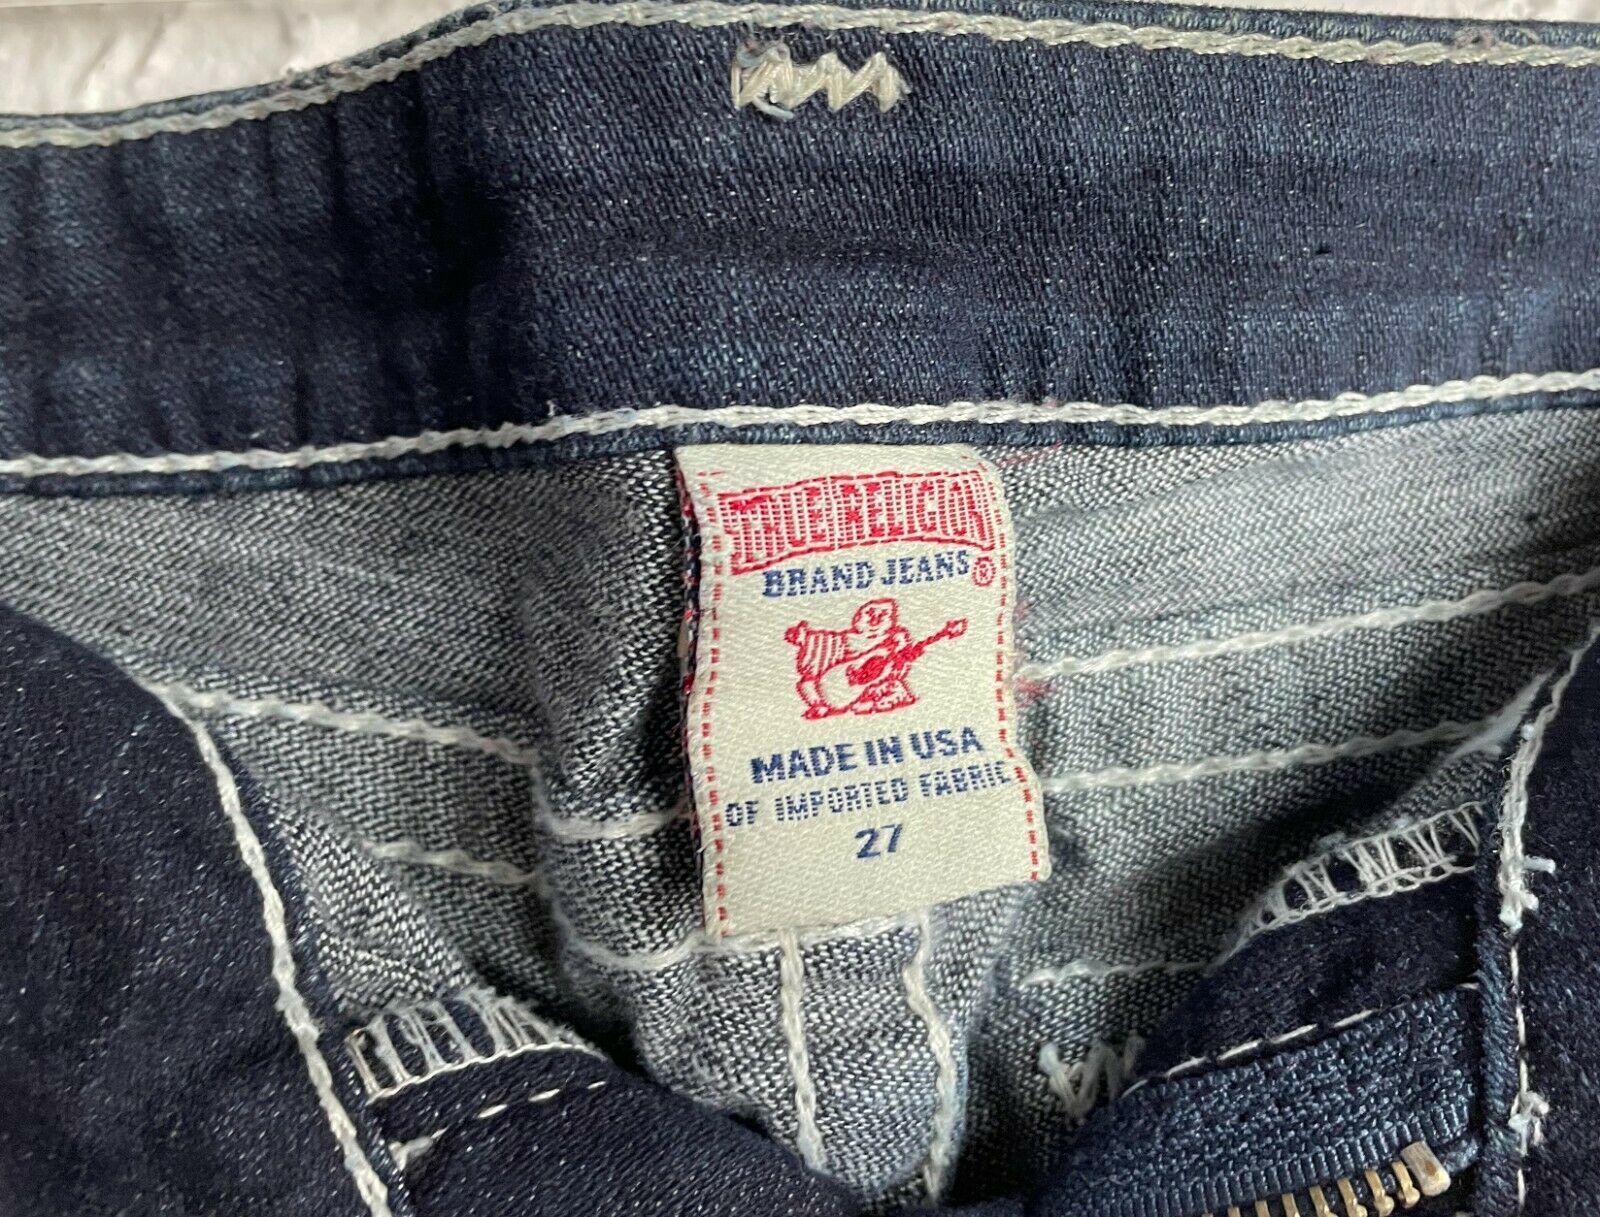 TRUE RELIGION
BRAND JEANS®
MADE IN USA
OF IMPORTED FABRIC
27